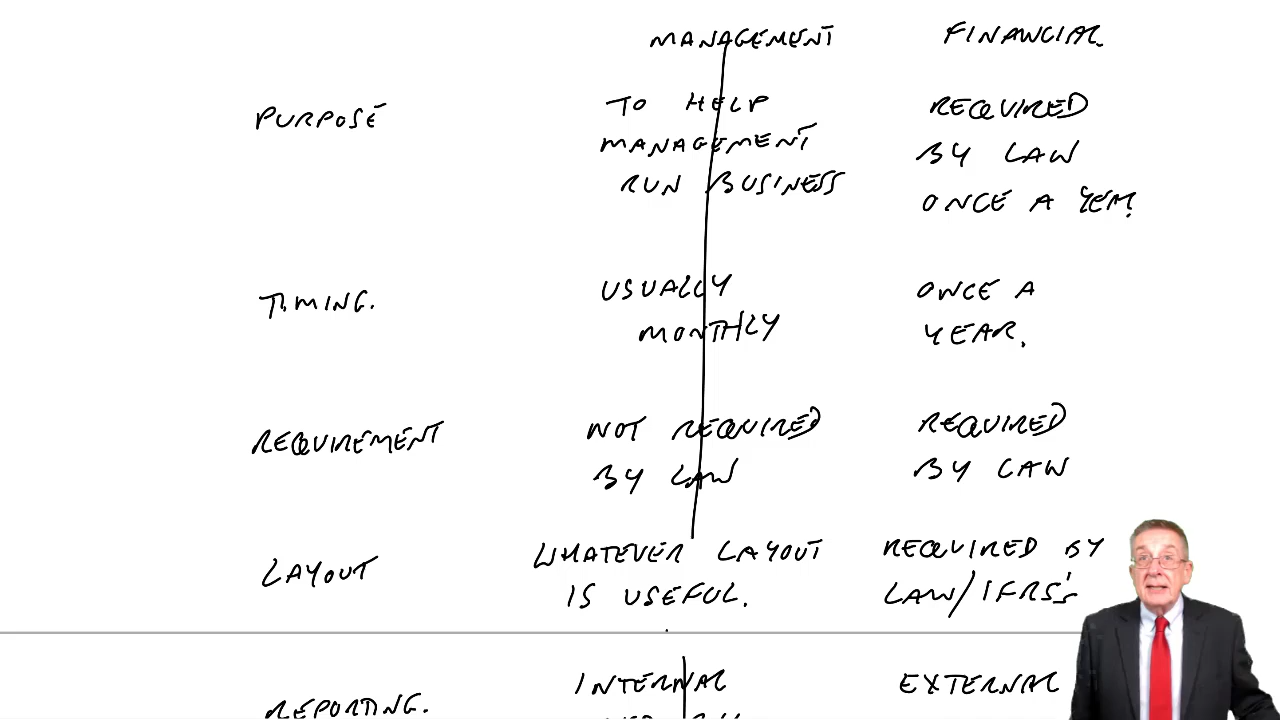 MANAGEMENT FINANCIAL.
PURPOSE TO HELP REQUIRED
MANAGEMENT BY LAW
RUN BUSINESS ONCE A YEAR.
TIMING. USUALLY ONCE A
MONTHLY YEAR.
REQUIREMENT NOT REQUIRED REQUIRED
BY LAW BY LAW
LAYOUT WHATEVER LAYOUT REQUIRED BY
IS USEFUL. LAW/IFRS's
REPORTING. INTERNAL EXTERNAL